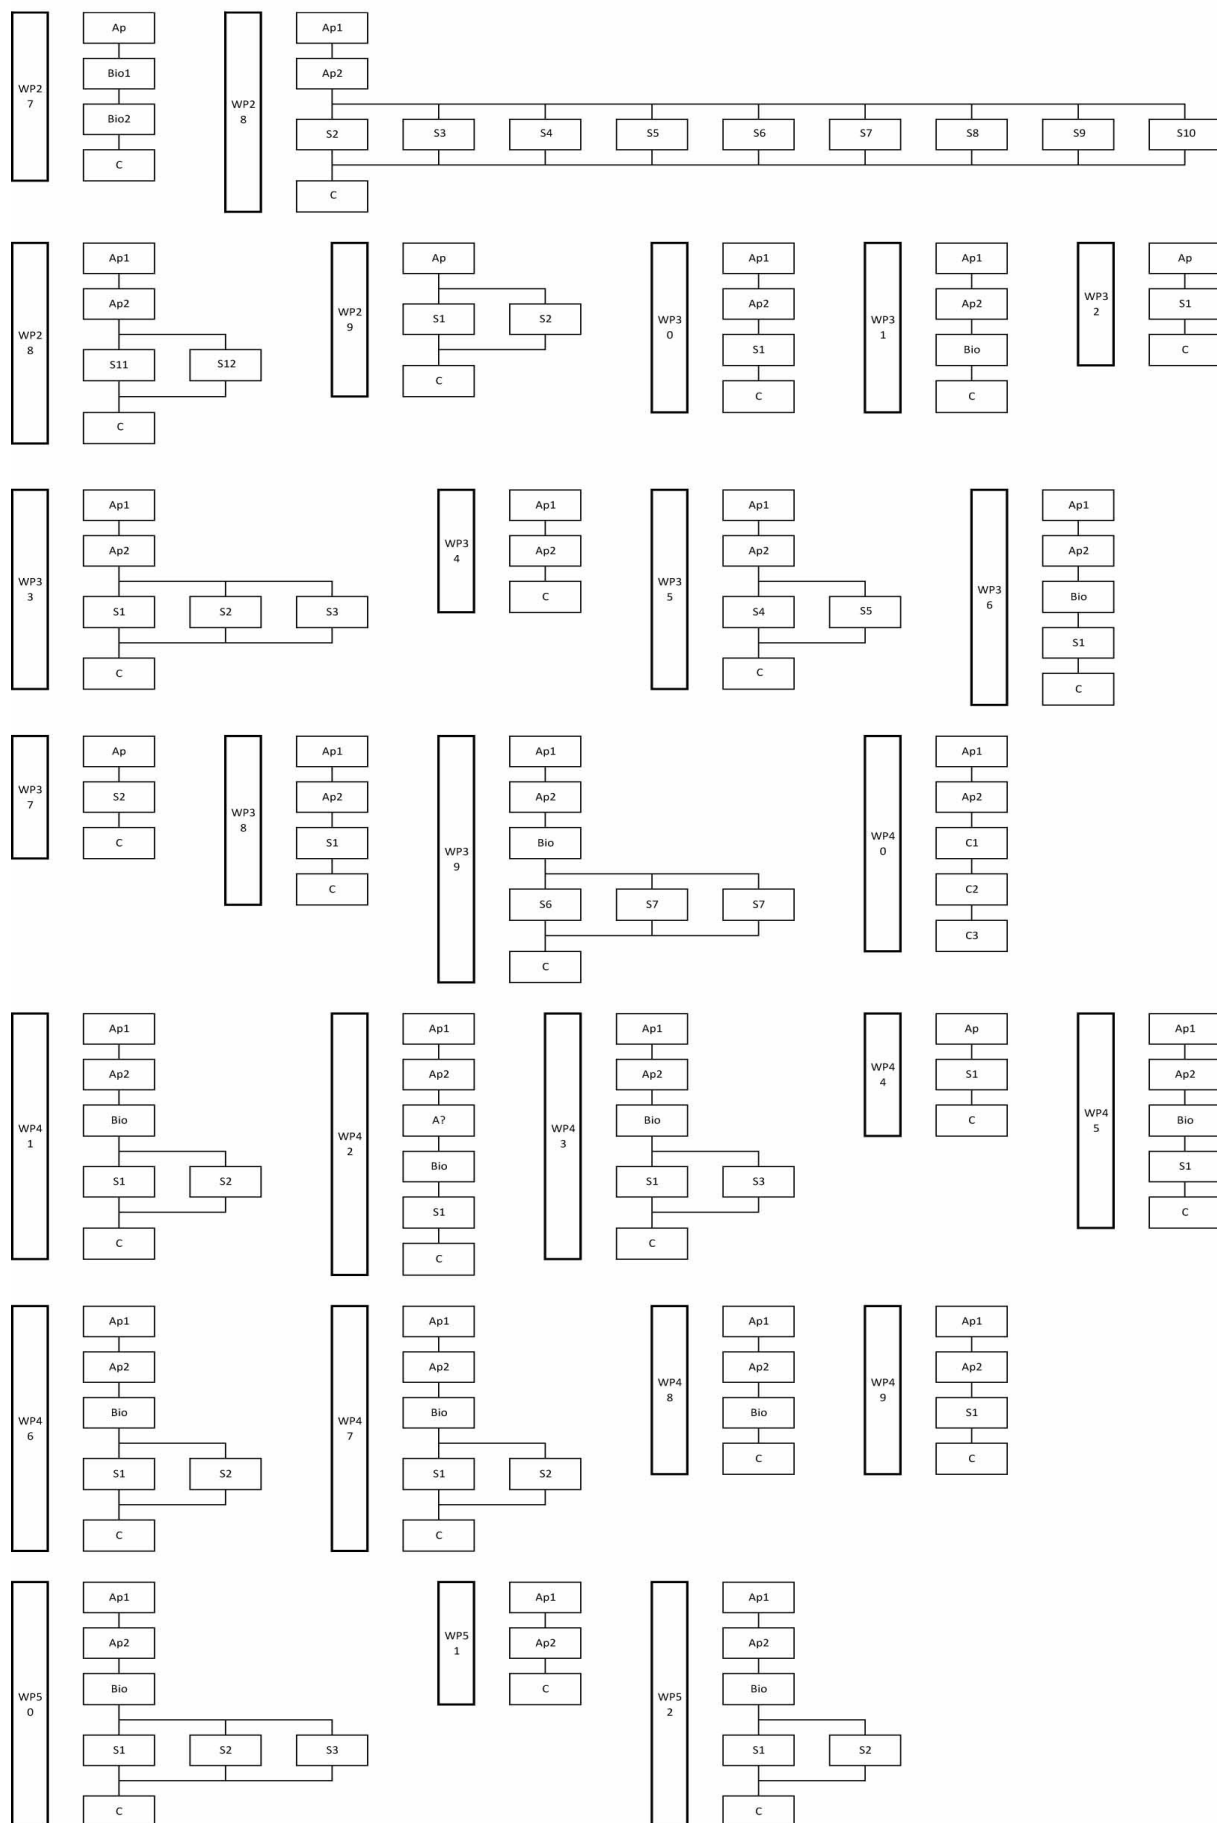 WP2
7
Ap
Bio1
Bio2
C
WP2
8
Ap1
Ap2
S2 S3 S4 S5 S6 S7 S8 S9 S10
C
WP2
8
Ap1
Ap2
S11 S12
C
WP2
9
Ap
S1 S2
C
WP3
0
Ap1
Ap2
S1
C
WP3
1
Ap1
Ap2
Bio
C
WP3
2
Ap
S1
C
WP3
3
Ap1
Ap2
S1 S2 S3
C
WP3
4
Ap1
Ap2
C
WP3
5
Ap1
Ap2
S4 S5
C
WP3
6
Ap1
Ap2
Bio
S1
C
WP3
7
Ap
S2
C
WP3
8
Ap1
Ap2
S1
C
WP3
9
Ap1
Ap2
Bio
S6 S7 S7
C
WP4
0
Ap1
Ap2
C1
C2
C3
WP4
1
Ap1
Ap2
Bio
S1 S2
C
WP4
2
Ap1
Ap2
A?
Bio
S1
C
WP4
3
Ap1
Ap2
Bio
S1 S3
C
WP4
4
Ap
S1
C
WP4
5
Ap1
Ap2
Bio
S1
C
WP4
6
Ap1
Ap2
Bio
S1 S2
C
WP4
7
Ap1
Ap2
Bio
S1 S2
C
WP4
8
Ap1
Ap2
Bio
C
WP4
9
Ap1
Ap2
S1
C
WP5
0
Ap1
Ap2
Bio
S1 S2 S3
C
WP5
1
Ap1
Ap2
C
WP5
2
Ap1
Ap2
Bio
S1 S2
C